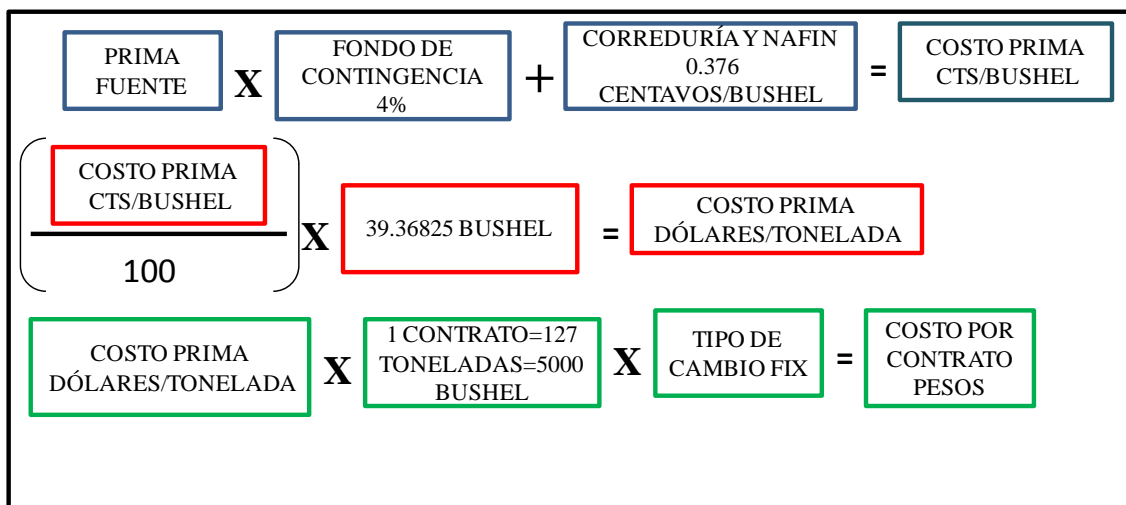 PRIMA
FUENTE
X
FONDO DE
CONTINGENCIA
4%
+
CORREDURÍA Y NAFIN
0.376
CENTAVOS/BUSHEL
=
COSTO PRIMA
CTS/BUSHEL
COSTO PRIMA
CTS/BUSHEL
100
X
39.36825 BUSHEL
=
COSTO PRIMA
DÓLARES/TONELADA
COSTO PRIMA
DÓLARES/TONELADA
X
1 CONTRATO=127
TONELADAS=5000
BUSHEL
X
TIPO DE
CAMBIO FIX
=
COSTO POR
CONTRATO
PESOS